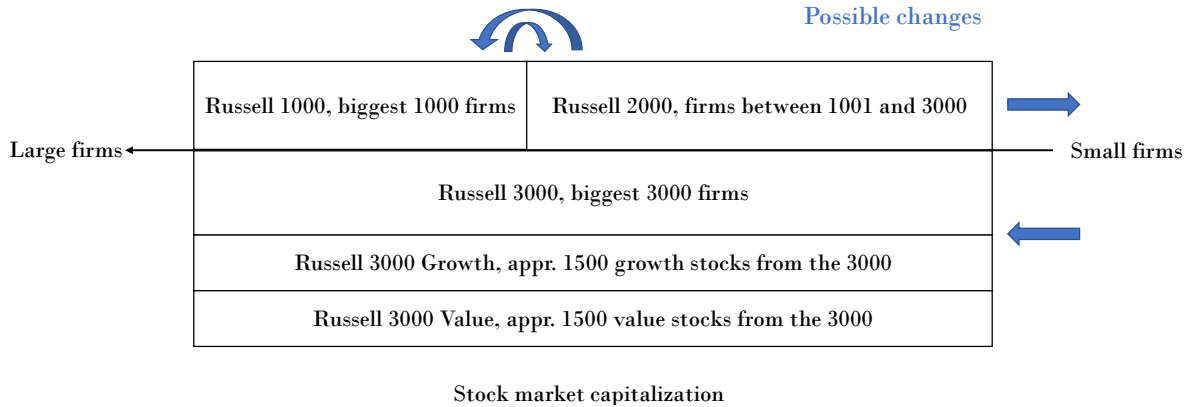 Possible changes
Russell 1000, biggest 1000 firms
Russell 2000, firms between 1001 and 3000
Large firms
Small firms
Russell 3000, biggest 3000 firms
Russell 3000 Growth, appr. 1500 growth stocks from the 3000
Russell 3000 Value, appr. 1500 value stocks from the 3000
Stock market capitalization